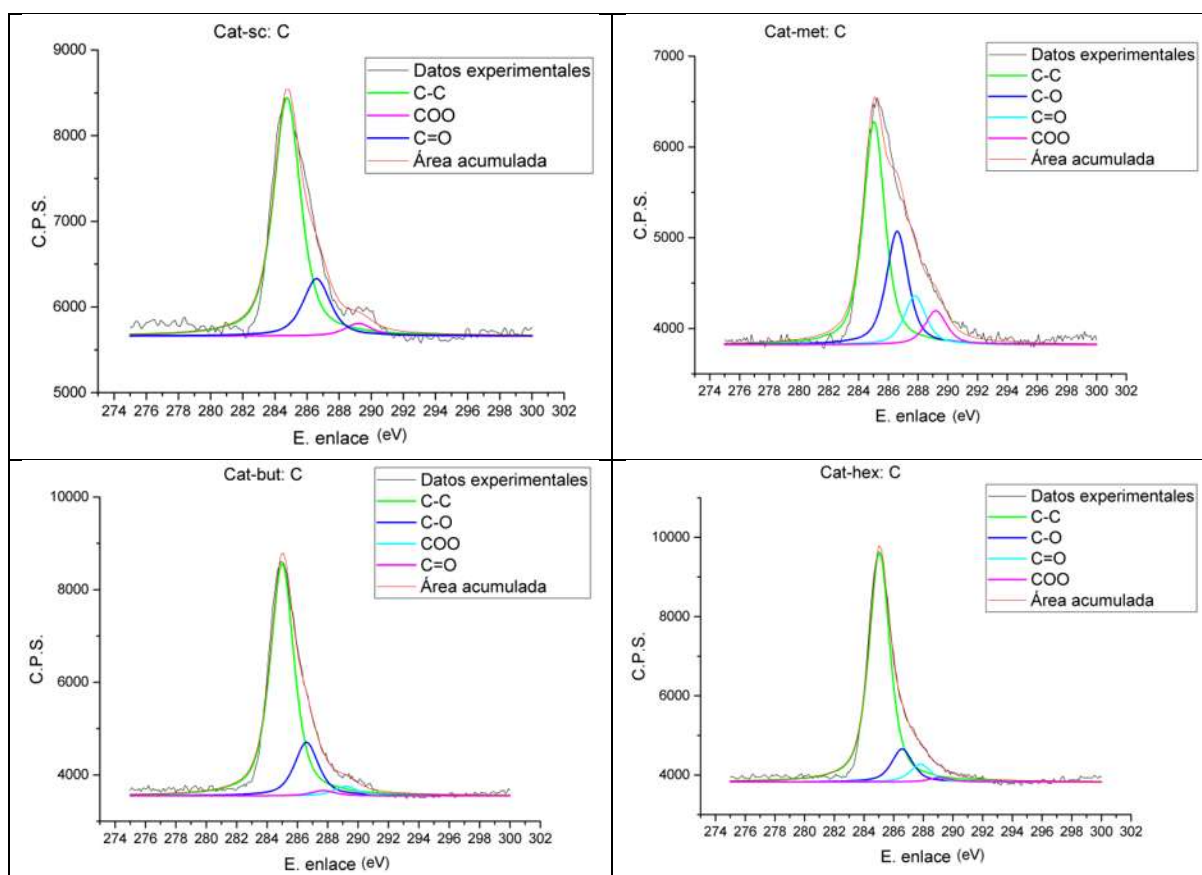 Cat-sc: C
9000
8000
7000
6000
5000
C.P.S.
Datos experimentales
C-C
COO
C=O
Área acumulada
274 276 278 280 282 284 286 288 290 292 294 296 298 300 302
E. enlace (eV)
Cat-met: C
7000
6000
5000
4000
C.P.S.
Datos experimentales
C-C
C-O
C=O
COO
Área acumulada
274 276 278 280 282 284 286 288 290 292 294 296 298 300 302
E. enlace (eV)
Cat-but: C
10000
8000
6000
4000
C.P.S.
Datos experimentales
C-C
C-O
COO
C=O
Área acumulada
274 276 278 280 282 284 286 288 290 292 294 296 298 300 302
E. enlace (eV)
Cat-hex: C
10000
8000
6000
4000
C.P.S.
Datos experimentales
C-C
C-O
C=O
COO
Área acumulada
274 276 278 280 282 284 286 288 290 292 294 296 298 300 302
E. enlace (eV)